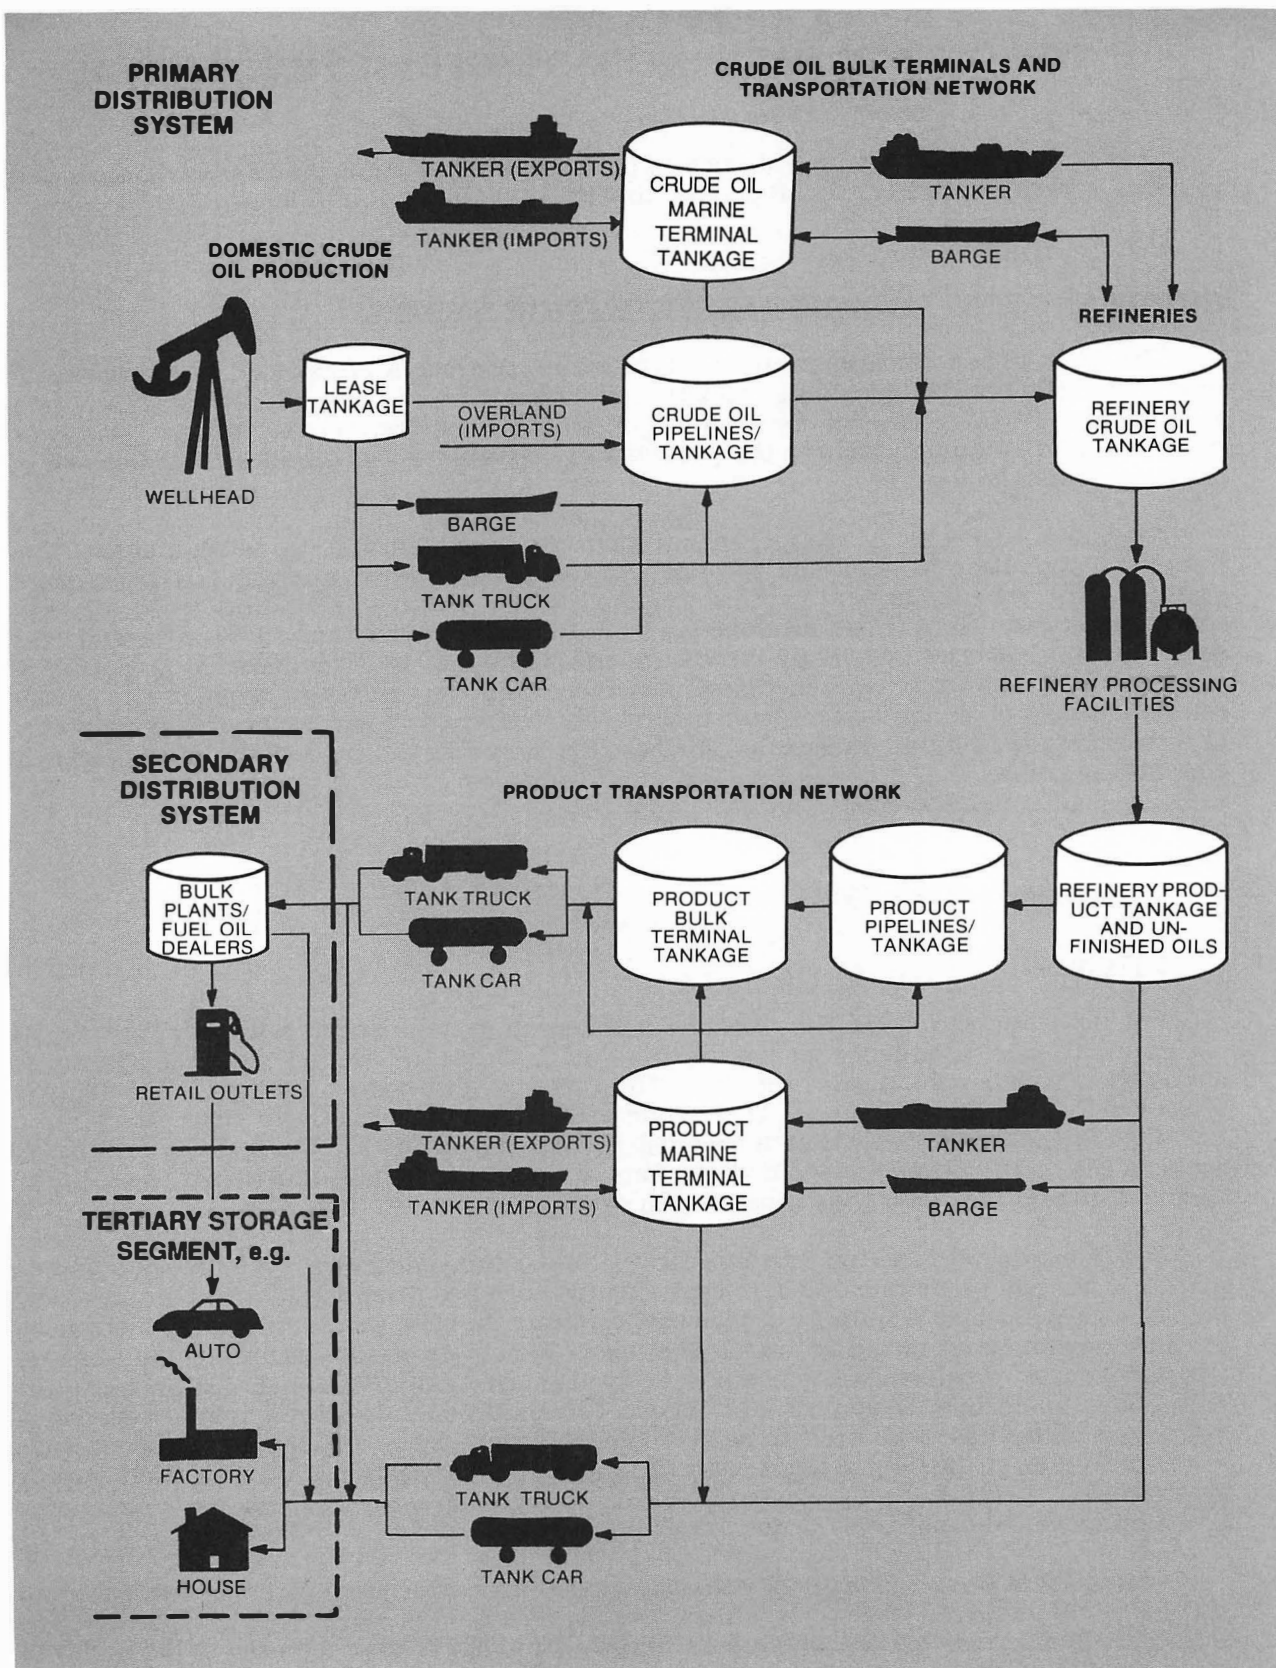 PRIMARY
DISTRIBUTION
SYSTEM
CRUDE OIL BULK TERMINALS AND
TRANSPORTATION NETWORK
TANKER (EXPORTS)
TANKER (IMPORTS)
CRUDE OIL
MARINE
TERMINAL
TANKAGE
TANKER
BARGE
DOMESTIC CRUDE
OIL PRODUCTION
WELLHEAD
LEASE
TANKAGE
OVERLAND
(IMPORTS)
CRUDE OIL
PIPELINES/
TANKAGE
REFINERIES
REFINERY
CRUDE OIL
TANKAGE
BARGE
TANK TRUCK
TANK CAR
REFINERY PROCESSING
FACILITIES
SECONDARY
DISTRIBUTION
SYSTEM
PRODUCT TRANSPORTATION NETWORK
BULK
PLANTS/
FUEL OIL
DEALERS
TANK TRUCK
TANK CAR
PRODUCT
BULK
TERMINAL
TANKAGE
PRODUCT
PIPELINES/
TANKAGE
REFINERY PROD-
UCT TANKAGE
AND UN-
FINISHED OILS
RETAIL OUTLETS
TANKER (EXPORTS)
TANKER (IMPORTS)
PRODUCT
MARINE
TERMINAL
TANKAGE
TANKER
BARGE
TERTIARY STORAGE
SEGMENT, e.g.
AUTO
FACTORY
HOUSE
TANK TRUCK
TANK CAR